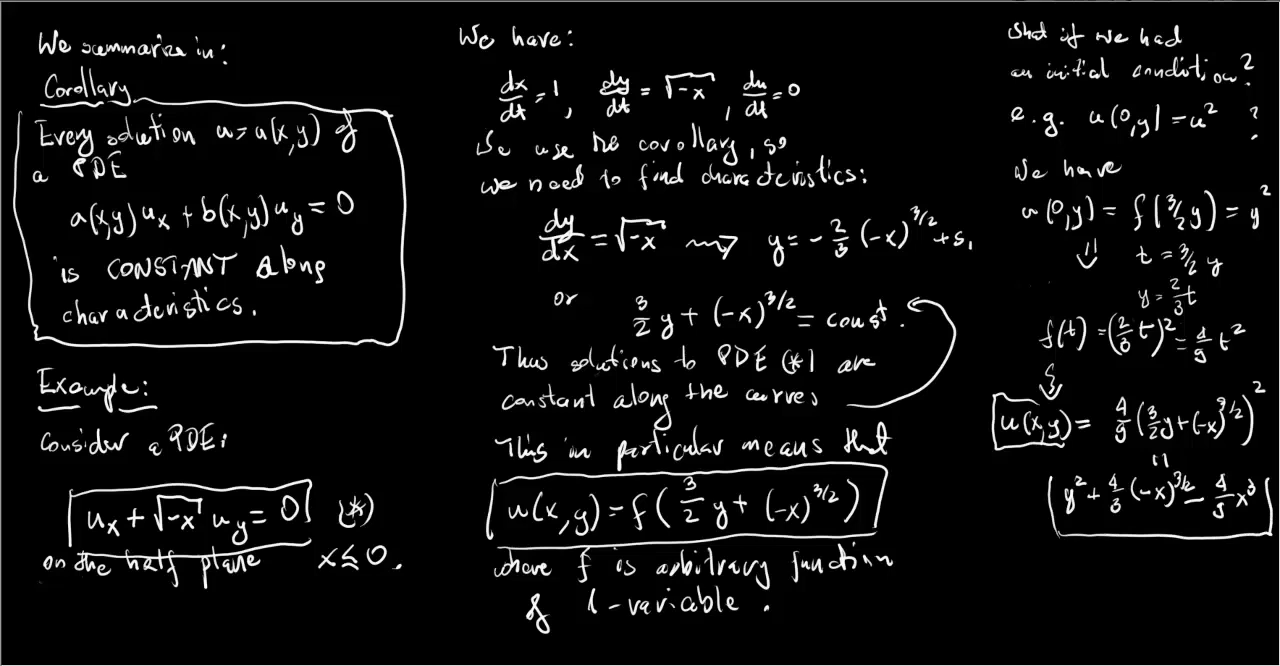 We summarize in:
Corollary
Every solution u=u(x,y) of
a PDE
a(x,y)u_x + b(x,y)u_y = 0
is CONSTANT along
characteristics.
Example:
Consider a PDE:
u_x + √-x u_y = 0 (*)
on the half plane x ≤ 0.
We have:
dx/dt = 1, dy/dt = √-x, du/dt = 0
So use the corollary, so
we need to find characteristics:
dy/dx = √-x ⇝ y = -2/3 (-x)^3/2 + s,
or
3/2 y + (-x)^3/2 = const.
Thus solutions to PDE (*) are
constant along the curves
This in particular means that
u(x,y) = f(3/2 y + (-x)^3/2)
where f is arbitrary function
of 1-variable.
What if we had
an initial condition?
e.g. u(0,y) = u² ?
We have
u(0,y) = f(3/2 y) = y²
⇓ t = 3/2 y
y = 2/3 t
f(t) = (2/3 t)² = 4/9 t²
u(x,y) = 4/9 (3/2 y + (-x)^3/2)²
=
y² + 4/3 (-x)^3/2 - 4/9 x³